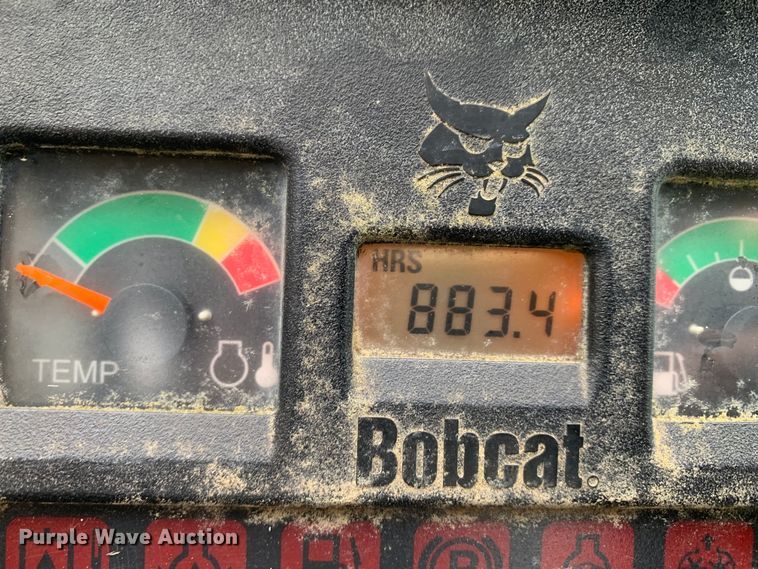 HRS
883.4
TEMP
Bobcat
P
Purple Wave Auction